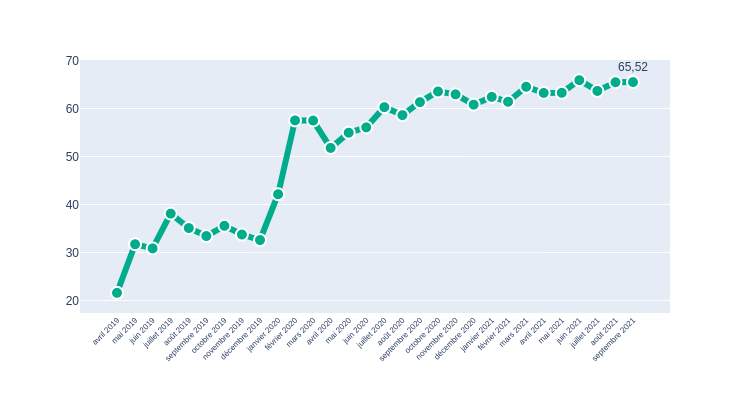 70
65,52
60
50
40
30
20
avril 2019
mai 2019
juin 2019
juillet 2019
août 2019
septembre 2019
octobre 2019
novembre 2019
décembre 2019
janvier 2020
février 2020
mars 2020
avril 2020
mai 2020
juin 2020
juillet 2020
août 2020
septembre 2020
octobre 2020
novembre 2020
décembre 2020
janvier 2021
février 2021
mars 2021
avril 2021
mai 2021
juin 2021
juillet 2021
août 2021
septembre 2021